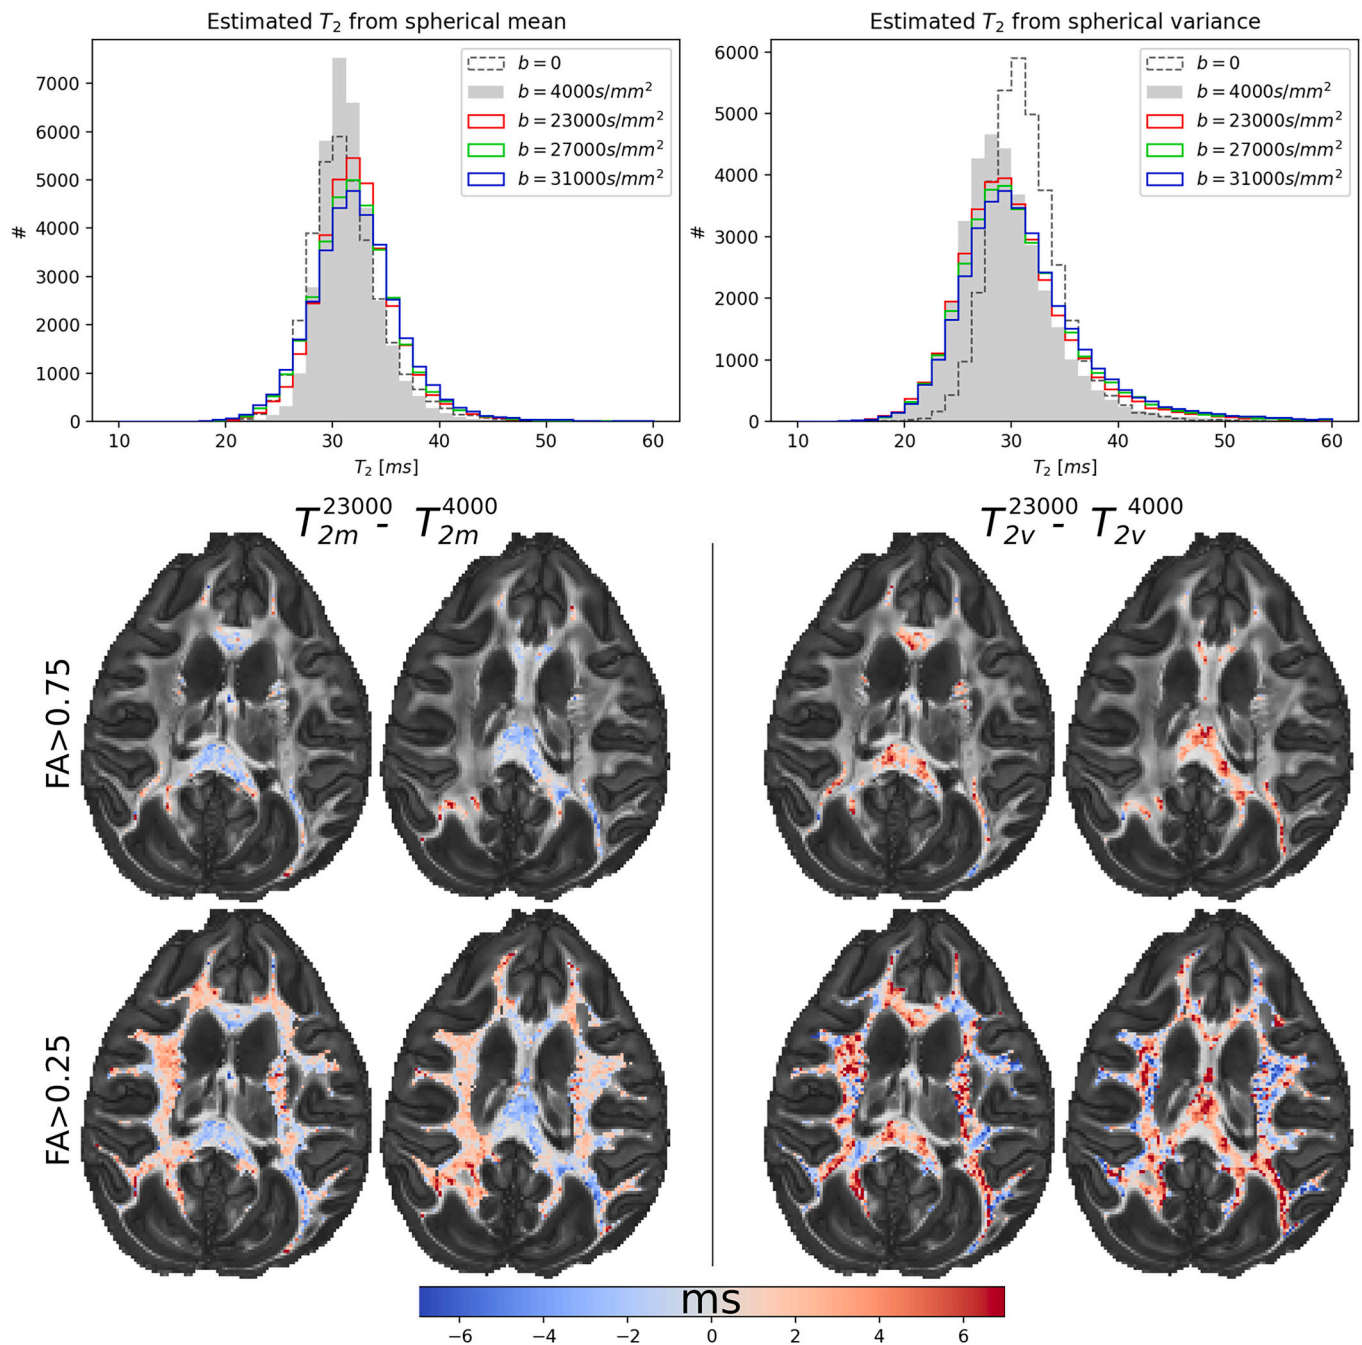 Estimated T₂ from spherical mean
7000
6000
5000
4000
3000
2000
1000
0
#
10 20 30 40 50 60
T₂ [ms]
b = 0
b = 4000s/mm²
b = 23000s/mm²
b = 27000s/mm²
b = 31000s/mm²
Estimated T₂ from spherical variance
6000
5000
4000
3000
2000
1000
0
#
10 20 30 40 50 60
T₂ [ms]
b = 0
b = 4000s/mm²
b = 23000s/mm²
b = 27000s/mm²
b = 31000s/mm²
T₂ₘ²³⁰⁰⁰ - T₂ₘ⁴⁰⁰⁰
T₂ᵥ²³⁰⁰⁰ - T₂ᵥ⁴⁰⁰⁰
FA>0.75
FA>0.25
ms
−6 −4 −2 0 2 4 6